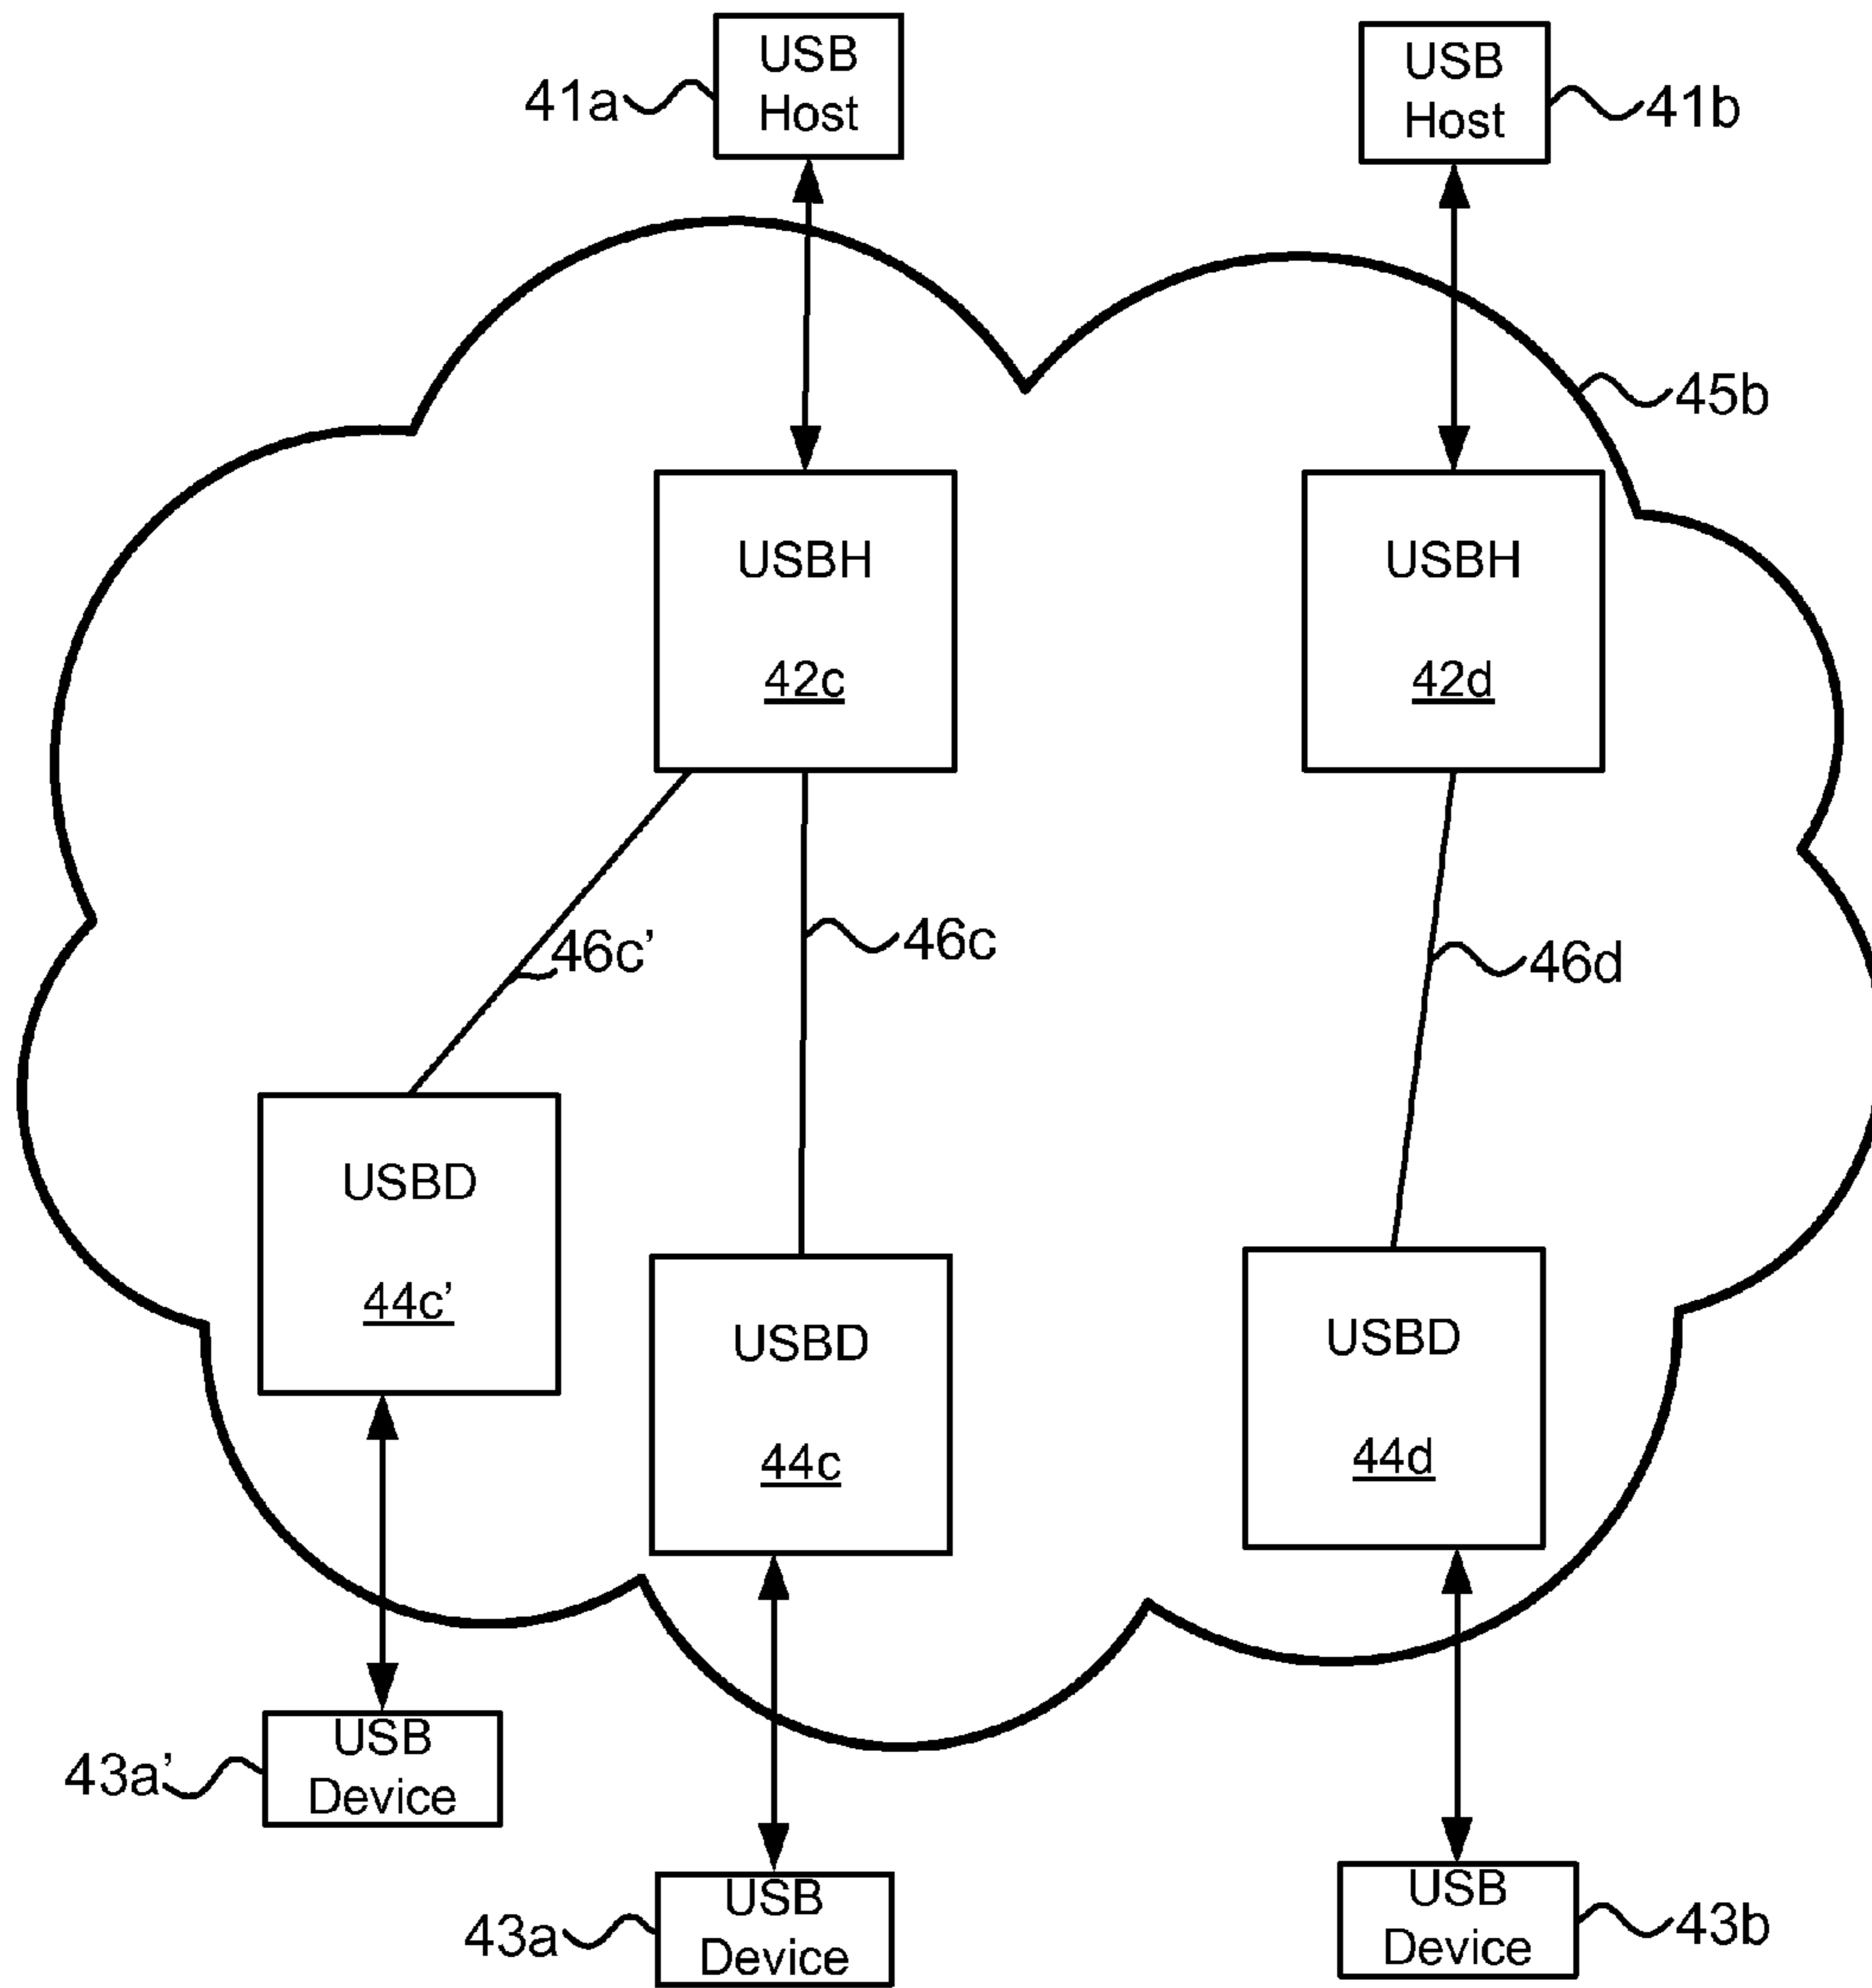 USB
Host
41a
USB
Host
41b
45b
USBH
42c
USBH
42d
46c’
46c
46d
USBD
44c’
USBD
44c
USBD
44d
USB
Device
43a’
USB
Device
43a
USB
Device
43b